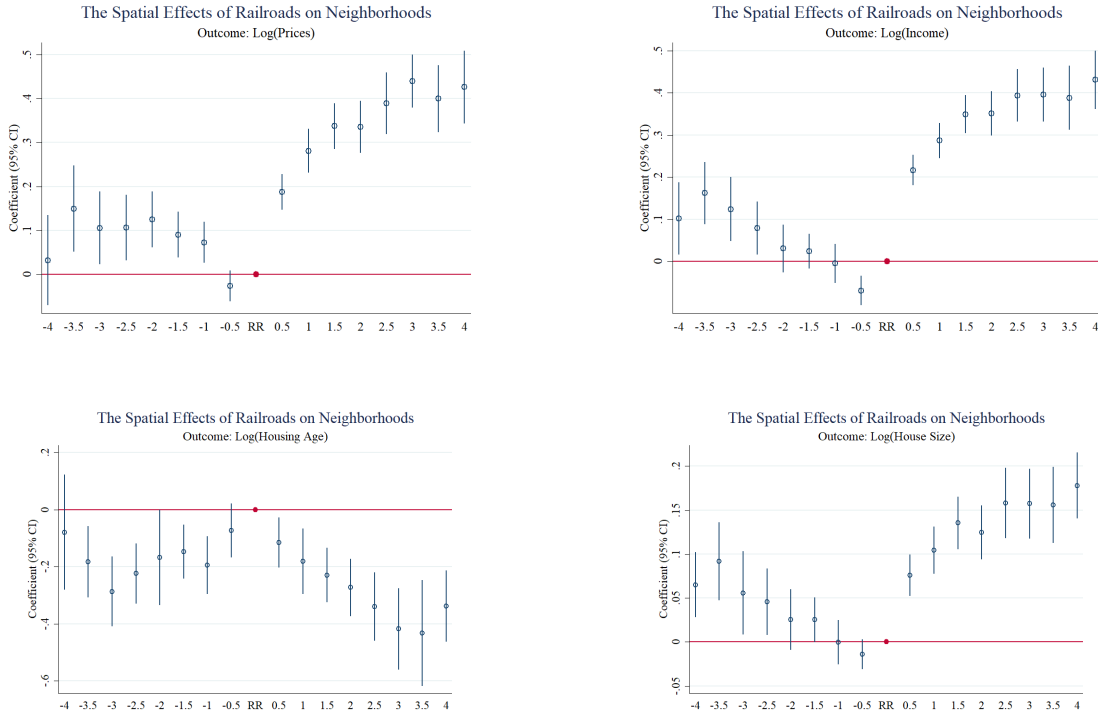 The Spatial Effects of Railroads on Neighborhoods
Outcome: Log(Prices)
Coefficient (95% CI)
.5
.4
.3
.2
.1
0
-4 -3.5 -3 -2.5 -2 -1.5 -1 -0.5 RR 0.5 1 1.5 2 2.5 3 3.5 4
The Spatial Effects of Railroads on Neighborhoods
Outcome: Log(Income)
Coefficient (95% CI)
.5
.4
.3
.2
.1
0
-4 -3.5 -3 -2.5 -2 -1.5 -1 -0.5 RR 0.5 1 1.5 2 2.5 3 3.5 4
The Spatial Effects of Railroads on Neighborhoods
Outcome: Log(Housing Age)
Coefficient (95% CI)
.2
0
-.2
-.4
-.6
-4 -3.5 -3 -2.5 -2 -1.5 -1 -0.5 RR 0.5 1 1.5 2 2.5 3 3.5 4
The Spatial Effects of Railroads on Neighborhoods
Outcome: Log(House Size)
Coefficient (95% CI)
.2
.15
.1
.05
0
-.05
-4 -3.5 -3 -2.5 -2 -1.5 -1 -0.5 RR 0.5 1 1.5 2 2.5 3 3.5 4